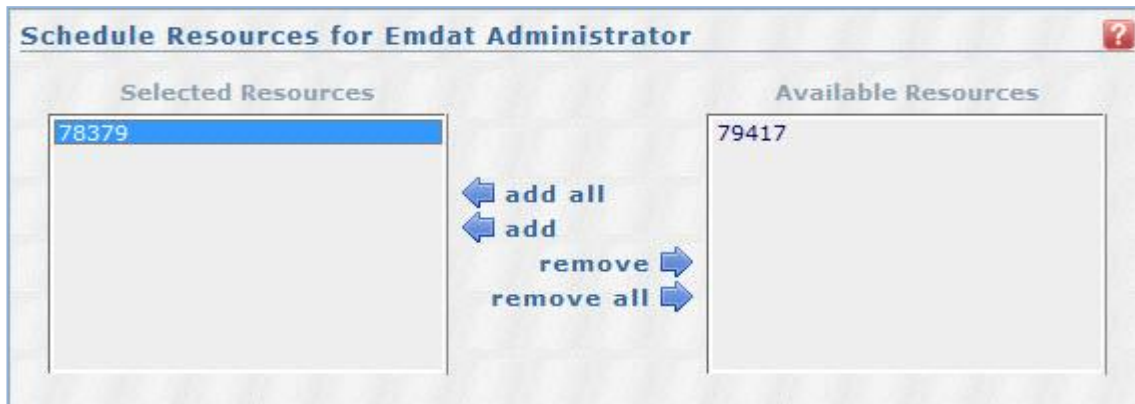 Schedule Resources for Emdat Administrator
?
Selected Resources
Available Resources
78379
79417
add all
add
remove
remove all